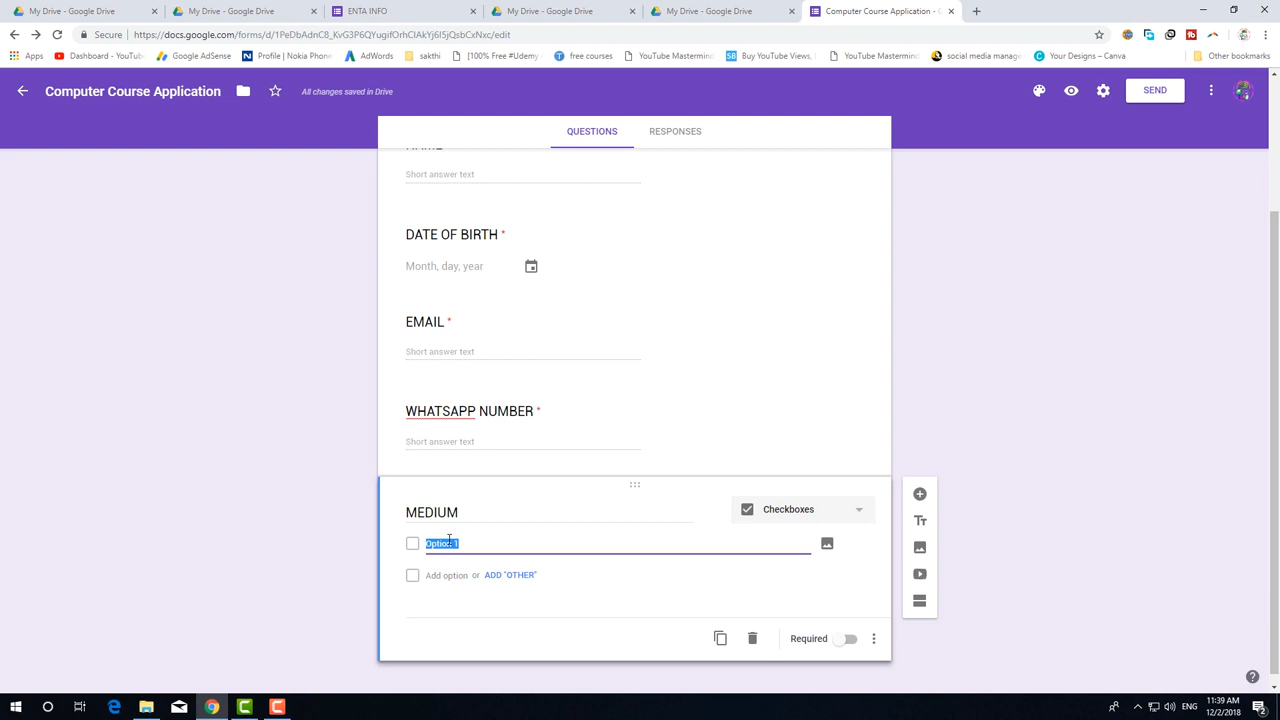 My Drive - Google Drive
My Drive - Google Drive
ENTA INFO
My Drive - Google Drive
My Drive - Google Drive
Computer Course Application - G
Secure
https://docs.google.com/forms/d/1PeDbAdnC8_KvG3P6QYugifOrhCIAkYj6I5jQsbCxNxc/edit
Apps
Dashboard - YouTube
Google AdSense
Profile | Nokia Phone
AdWords
sakthi
[100% Free #Udemy
free courses
YouTube Mastermind
Buy YouTube Views,
YouTube Mastermind
social media manage
Your Designs – Canva
Other bookmarks
Computer Course Application
All changes saved in Drive
SEND
QUESTIONS
RESPONSES
Short answer text
DATE OF BIRTH *
Month, day, year
EMAIL *
Short answer text
WHATSAPP NUMBER *
Short answer text
MEDIUM
Checkboxes
Option 1
Add option or ADD "OTHER"
Required
11:39 AM
12/2/2018